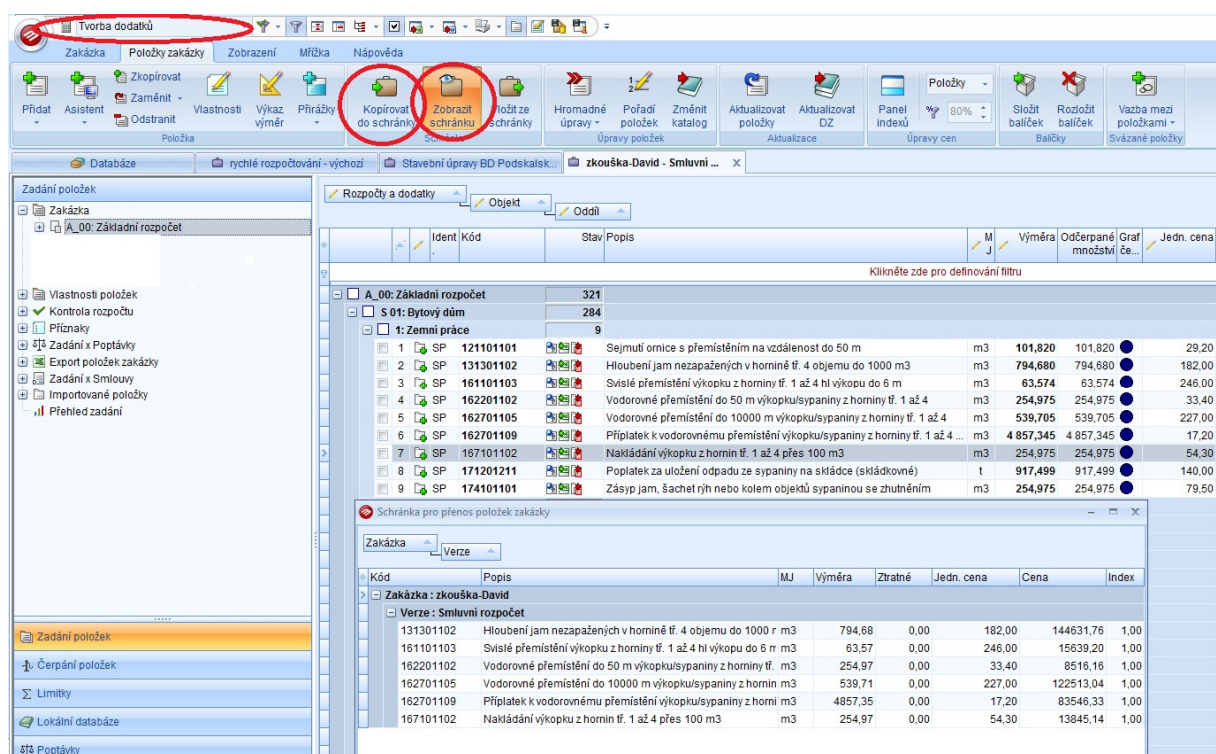 Tvorba dodatků
Zakázka Položky zakázky Zobrazení Mřížka Nápověda
Přidat
Asistent
Zkopírovat
Zaměnit
Odstranit
Vlastnosti
Výkaz výměr
Přirážky
Položka
Kopírovat do schránky
Zobrazit schránku
schránky
Hromadné úpravy
Pořadí položek
Změnit katalog
Úpravy položek
Aktualizovat položky
Aktualizovat DZ
Aktualizace
Panel indexů
Položky
80%
Úpravy cen
Složit balíček
Rozložit balíček
Balíčky
Vazba mezi položkami
Svázané položky
Databáze
rychlé rozpočtování - výchozí
Stavební úpravy BD Podskalsk...
zkouška-David - Smluvní ... x
Zadání položek
Zakázka
A_00: Základní rozpočet
Vlastnosti položek
Kontrola rozpočtu
Příznaky
Zadání x Poptávky
Export položek zakázky
Zadání x Smlouvy
Importované položky
Přehled zadání
Zadání položek
Čerpání položek
Limitky
Lokální databáze
Poptávky
Rozpočty a dodatky
Objekt
Oddíl
Ident. Kód Stav Popis MJ Výměra Odčerpané množství Graf če... Jedn. cena
Klikněte zde pro definování filtru
A_00: Základní rozpočet 321
S 01: Bytový dům 284
1: Zemní práce 9
1 SP 121101101 Sejmutí ornice s přemístěním na vzdálenost do 50 m m3 101,820 101,820 29,20
2 SP 131301102 Hloubení jam nezapažených v hornině tř. 4 objemu do 1000 m3 m3 794,680 794,680 182,00
3 SP 161101103 Svislé přemístění výkopku z horniny tř. 1 až 4 hl výkopu do 6 m m3 63,574 63,574 246,00
4 SP 162201102 Vodorovné přemístění do 50 m výkopku/sypaniny z horniny tř. 1 až 4 m3 254,975 254,975 33,40
5 SP 162701105 Vodorovné přemístění do 10000 m výkopku/sypaniny z horniny tř. 1 až 4 m3 539,705 539,705 227,00
6 SP 162701109 Příplatek k vodorovnému přemístění výkopku/sypaniny z horniny tř. 1 až 4 ... m3 4 857,345 4 857,345 17,20
7 SP 167101102 Nakládání výkopku z hornin tř. 1 až 4 přes 100 m3 m3 254,975 254,975 54,30
8 SP 171201211 Poplatek za uložení odpadu ze sypaniny na skládce (skládkovné) t 917,499 917,499 140,00
9 SP 174101101 Zásyp jam, šachet rýh nebo kolem objektů sypaninou se zhutněním m3 254,975 254,975 79,50
Schránka pro přenos položek zakázky
Zakázka
Verze
Kód Popis MJ Výměra Ztratné Jedn. cena Cena Index
Zakázka : zkouška-David
Verze : Smluvní rozpočet
131301102 Hloubení jam nezapažených v hornině tř. 4 objemu do 1000 m3 794,68 0,00 182,00 144631,76 1,00
161101103 Svislé přemístění výkopku z horniny tř. 1 až 4 hl výkopu do 6 m3 63,57 0,00 246,00 15639,20 1,00
162201102 Vodorovné přemístění do 50 m výkopku/sypaniny z horniny tř. m3 254,97 0,00 33,40 8516,16 1,00
162701105 Vodorovné přemístění do 10000 m výkopku/sypaniny z hornin m3 539,71 0,00 227,00 122513,04 1,00
162701109 Příplatek k vodorovnému přemístění výkopku/sypaniny z horni m3 4857,35 0,00 17,20 83546,33 1,00
167101102 Nakládání výkopku z hornin tř. 1 až 4 přes 100 m3 m3 254,97 0,00 54,30 13845,14 1,00